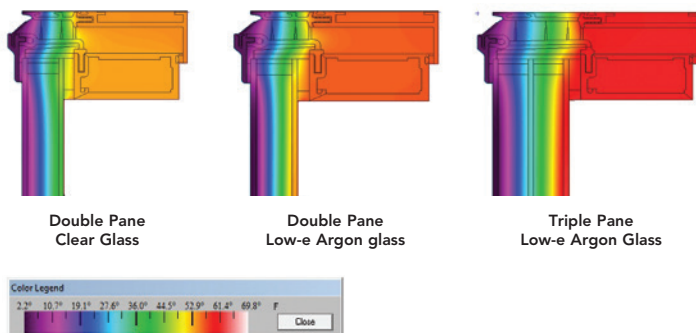 Double Pane
Clear Glass
Double Pane
Low-e Argon glass
Triple Pane
Low-e Argon Glass
Color Legend
2.2° 10.7° 19.1° 27.6° 36.0° 44.5° 52.9° 61.4° 69.8° F
Close